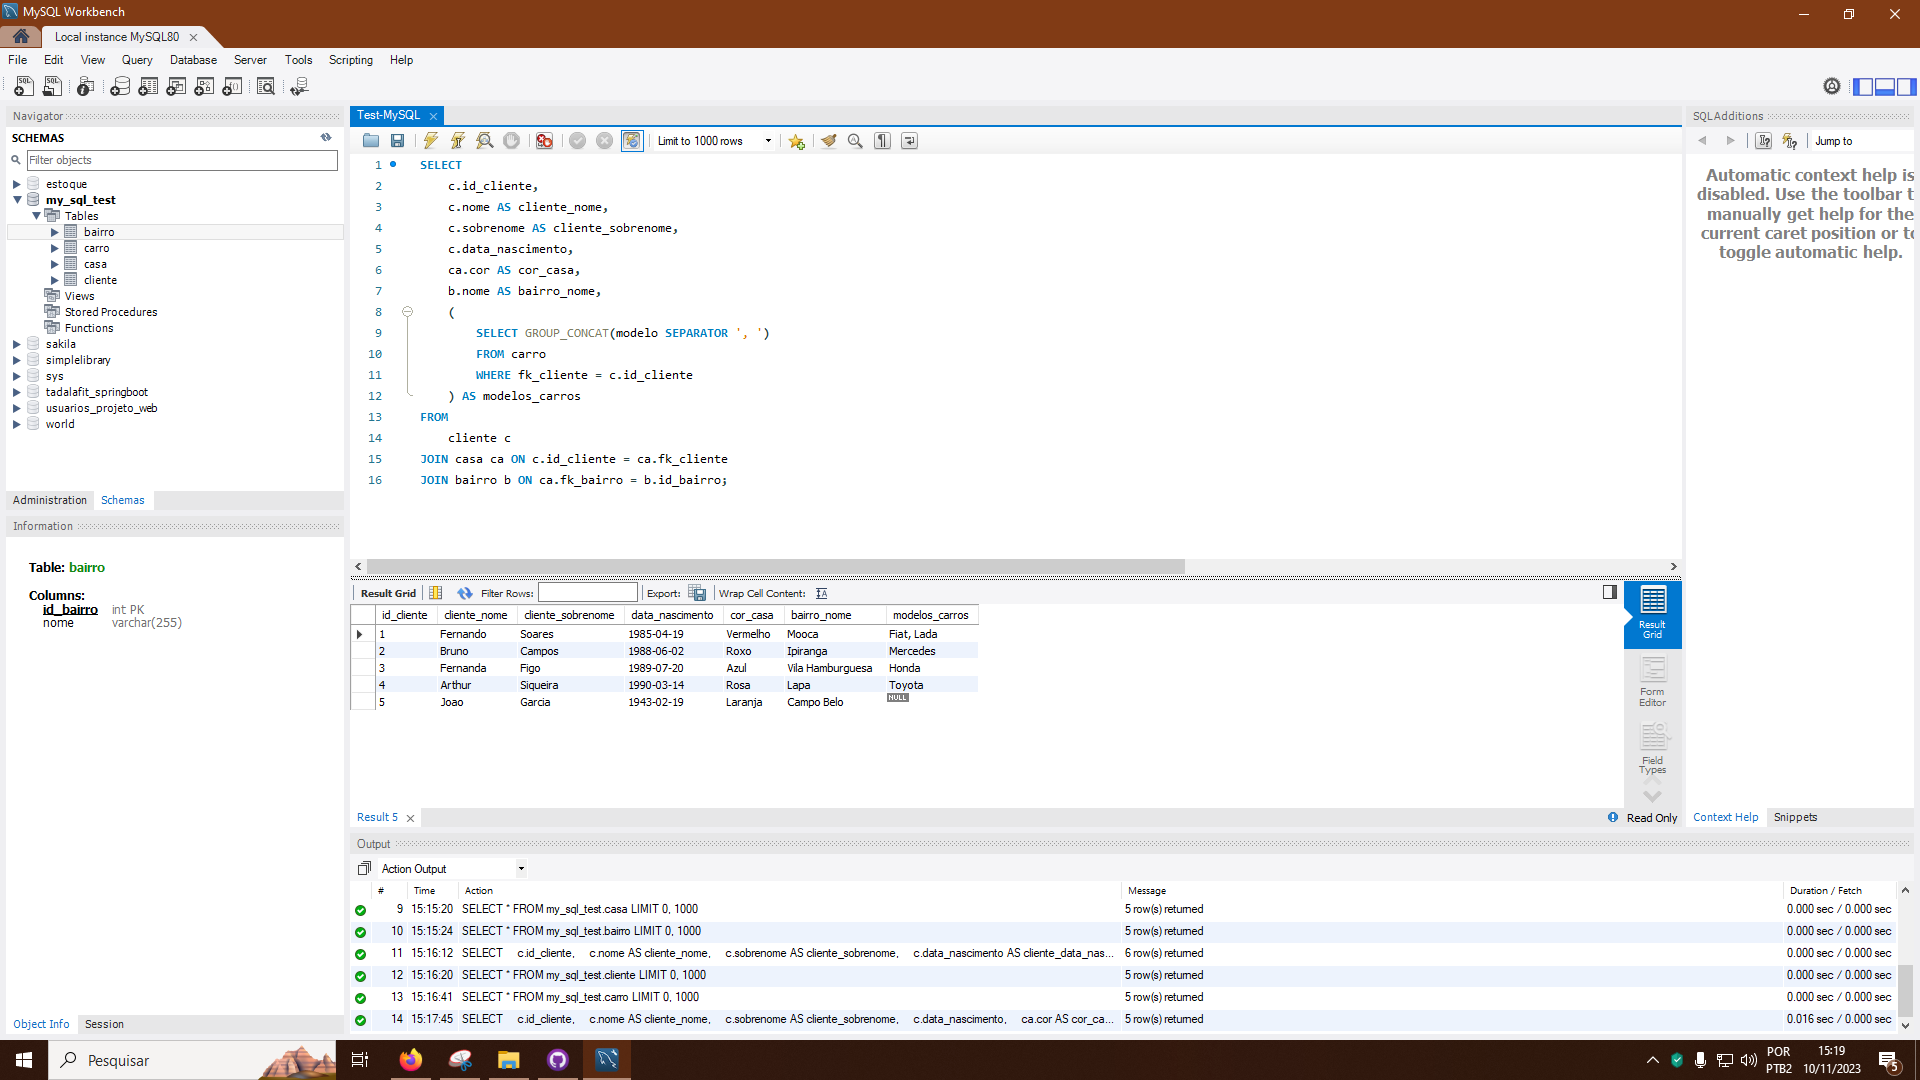 MySQL Workbench
Local instance MySQL80
File Edit View Query Database Server Tools Scripting Help
Navigator
SCHEMAS
Filter objects
estoque
my_sql_test
Tables
bairro
carro
casa
cliente
Views
Stored Procedures
Functions
sakila
simplelibrary
sys
tadalafit_springboot
usuarios_projeto_web
world
Administration Schemas
Information
Table: bairro
Columns:
id_bairro int PK
nome varchar(255)
Object Info Session
Test-MySQL
Limit to 1000 rows
1 SELECT
2 c.id_cliente,
3 c.nome AS cliente_nome,
4 c.sobrenome AS cliente_sobrenome,
5 c.data_nascimento,
6 ca.cor AS cor_casa,
7 b.nome AS bairro_nome,
8 (
9 SELECT GROUP_CONCAT(modelo SEPARATOR ', ')
10 FROM carro
11 WHERE fk_cliente = c.id_cliente
12 ) AS modelos_carros
13 FROM
14 cliente c
15 JOIN casa ca ON c.id_cliente = ca.fk_cliente
16 JOIN bairro b ON ca.fk_bairro = b.id_bairro;
Result Grid Filter Rows: Export: Wrap Cell Content:
id_cliente cliente_nome cliente_sobrenome data_nascimento cor_casa bairro_nome modelos_carros
1 Fernando Soares 1985-04-19 Vermelho Mooca Fiat, Lada
2 Bruno Campos 1988-06-02 Roxo Ipiranga Mercedes
3 Fernanda Figo 1989-07-20 Azul Vila Hamburguesa Honda
4 Arthur Siqueira 1990-03-14 Rosa Lapa Toyota
5 Joao Garcia 1943-02-19 Laranja Campo Belo NULL
Result Grid
Form Editor
Field Types
Result 5
Read Only
SQLAdditions
Jump to
Automatic context help is
disabled. Use the toolbar t
manually get help for the
current caret position or to
toggle automatic help.
Context Help Snippets
Output
Action Output
# Time Action Message Duration / Fetch
9 15:15:20 SELECT * FROM my_sql_test.casa LIMIT 0, 1000 5 row(s) returned 0.000 sec / 0.000 sec
10 15:15:24 SELECT * FROM my_sql_test.bairro LIMIT 0, 1000 5 row(s) returned 0.000 sec / 0.000 sec
11 15:16:12 SELECT c.id_cliente, c.nome AS cliente_nome, c.sobrenome AS cliente_sobrenome, c.data_nascimento AS cliente_data_nas... 6 row(s) returned 0.000 sec / 0.000 sec
12 15:16:20 SELECT * FROM my_sql_test.cliente LIMIT 0, 1000 5 row(s) returned 0.000 sec / 0.000 sec
13 15:16:41 SELECT * FROM my_sql_test.carro LIMIT 0, 1000 5 row(s) returned 0.000 sec / 0.000 sec
14 15:17:45 SELECT c.id_cliente, c.nome AS cliente_nome, c.sobrenome AS cliente_sobrenome, c.data_nascimento, ca.cor AS cor_ca... 5 row(s) returned 0.016 sec / 0.000 sec
Pesquisar
POR
PTB2
15:19
10/11/2023
5